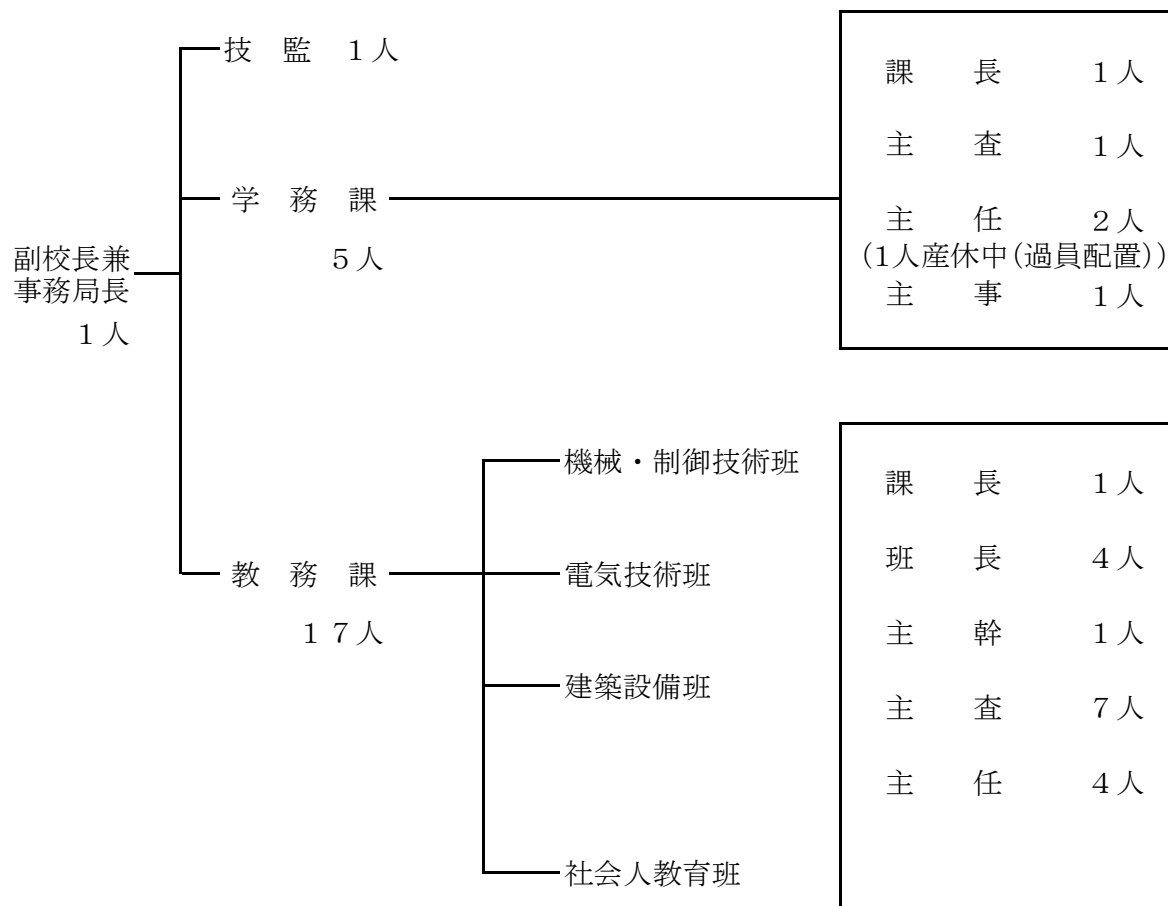 技　監　１人
学　務　課
５人
課　　長　　１人
主　　査　　１人
主　　任　　２人
(１人産休中(過員配置))
主　　事　　１人
副校長兼
事務局長
１人
教　務　課
１７人
機械・制御技術班
電気技術班
建築設備班
社会人教育班
課　　長　　１人
班　　長　　４人
主　　幹　　１人
主　　査　　７人
主　　任　　４人